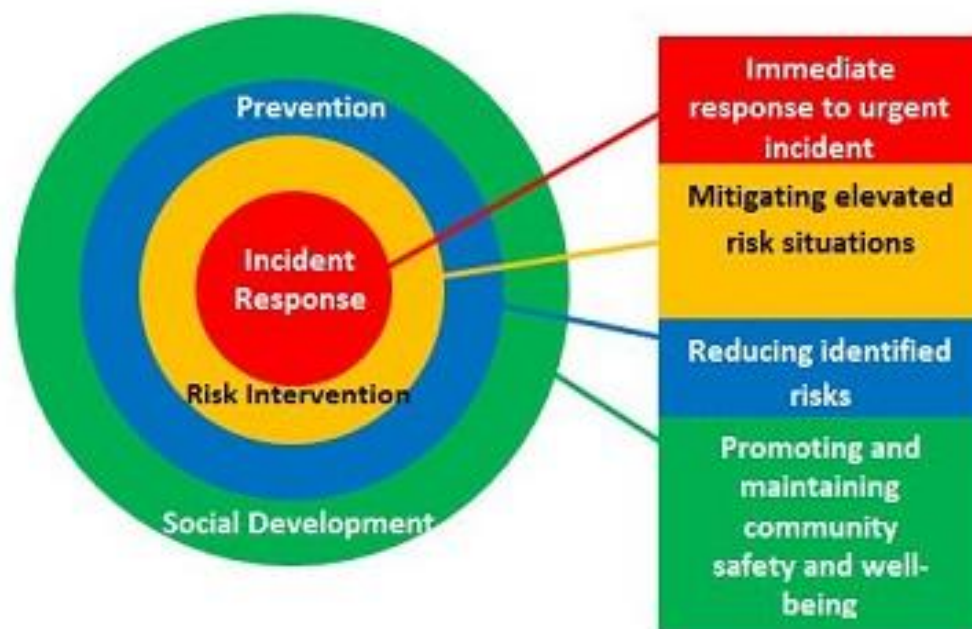 Prevention
Incident
Response
Risk Intervention
Social Development
Immediate
response to urgent
incident
Mitigating elevated
risk situations
Reducing identified
risks
Promoting and
maintaining
community
safety and well-
being